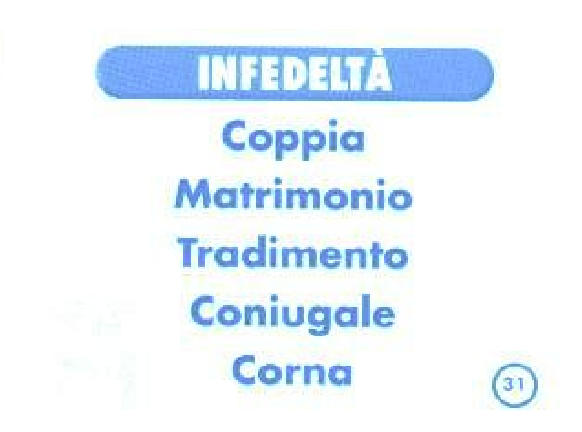 INFEDELTÀ
Coppia
Matrimonio
Tradimento
Coniugale
Corna
31